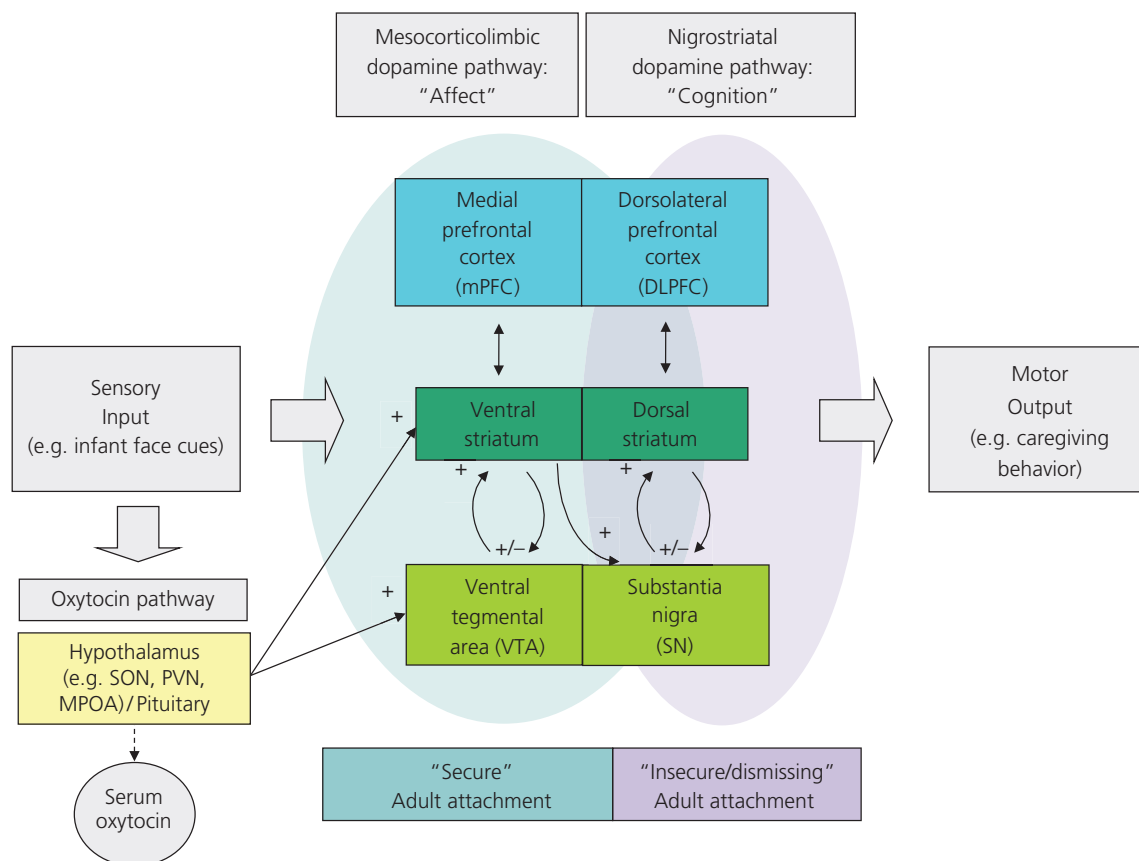 Mesocorticolimbic
dopamine pathway:
“Affect”
Nigrostriatal
dopamine pathway:
“Cognition”
Medial
prefrontal
cortex
(mPFC)
Dorsolateral
prefrontal
cortex
(DLPFC)
Sensory
Input
(e.g. infant face cues)
+
Ventral
striatum
Dorsal
striatum
Motor
Output
(e.g. caregiving
behavior)
+
+
+
+/−
+/−
Oxytocin pathway
+
Ventral
tegmental
area (VTA)
Substantia
nigra
(SN)
Hypothalamus
(e.g. SON, PVN,
MPOA)/Pituitary
Serum
oxytocin
“Secure”
Adult attachment
“Insecure/dismissing”
Adult attachment